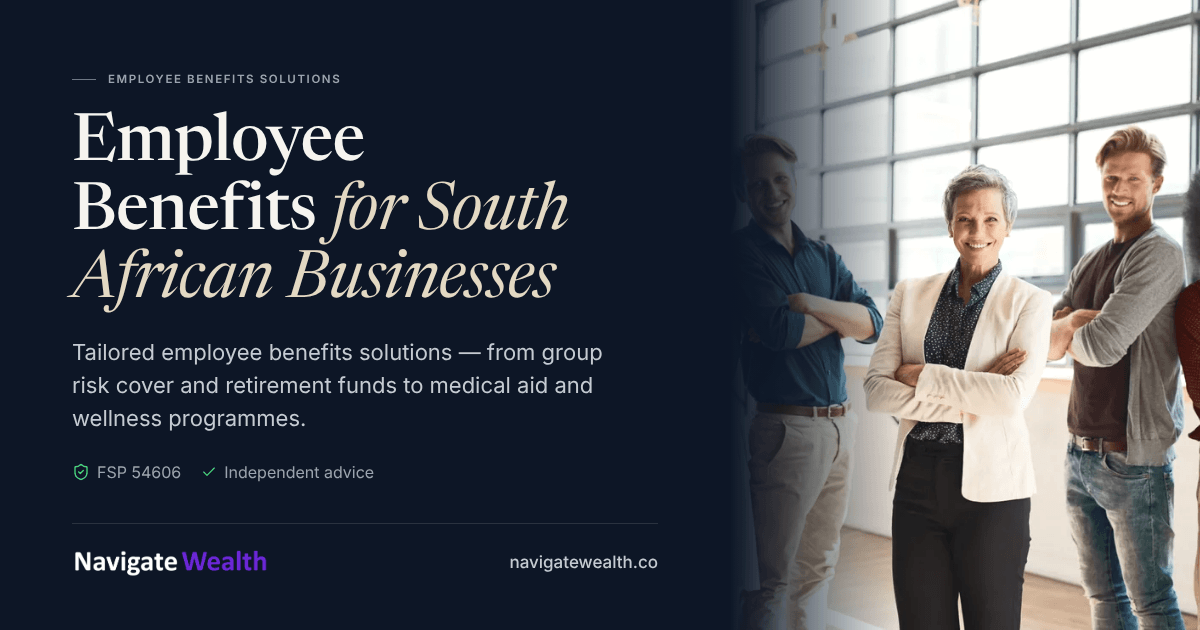 EMPLOYEE BENEFITS SOLUTIONS
Employee
Benefits for South
African Businesses
Tailored employee benefits solutions — from group
risk cover and retirement funds to medical aid and
wellness programmes.
FSP 54606 Independent advice
Navigate Wealth navigatewealth.co